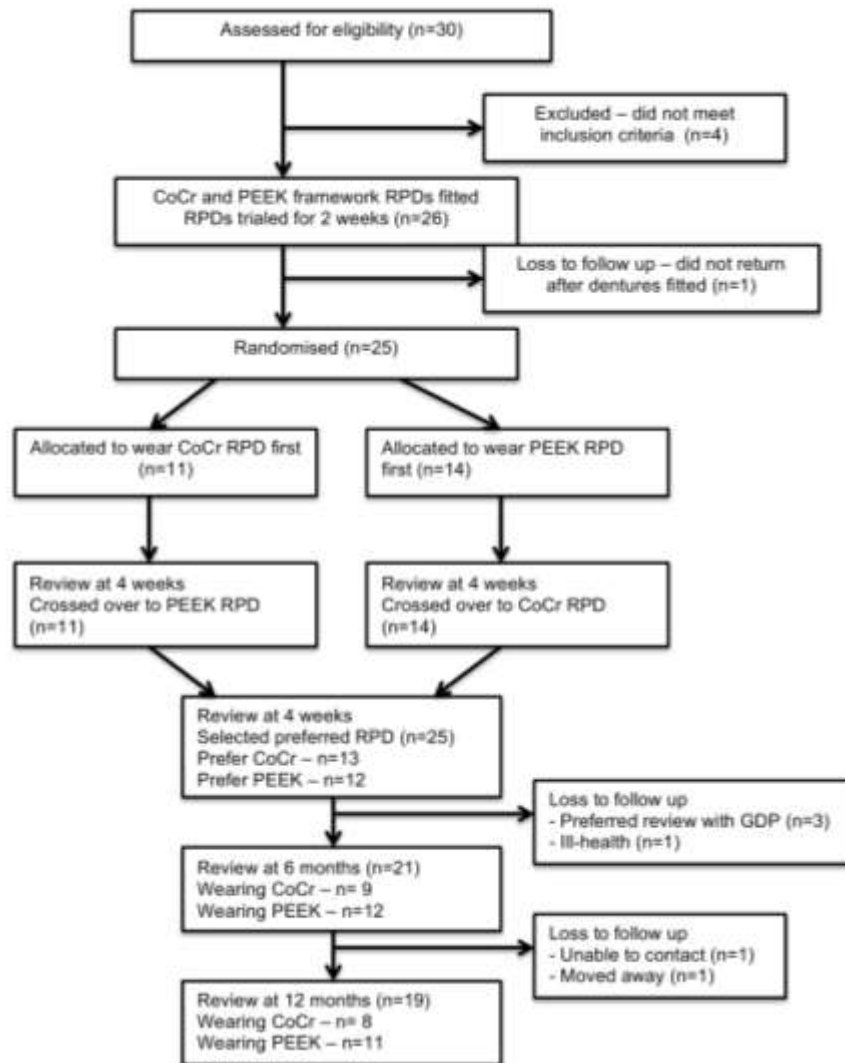 Assessed for eligibility (n=30)
Excluded – did not meet
inclusion criteria (n=4)
CoCr and PEEK framework RPDs fitted
RPDs trialed for 2 weeks (n=26)
Loss to follow up – did not return
after dentures fitted (n=1)
Randomised (n=25)
Allocated to wear CoCr RPD first
(n=11)
Allocated to wear PEEK RPD
first (n=14)
Review at 4 weeks
Crossed over to PEEK RPD
(n=11)
Review at 4 weeks
Crossed over to CoCr RPD
(n=14)
Review at 4 weeks
Selected preferred RPD (n=25)
Prefer CoCr – n=13
Prefer PEEK – n=12
Loss to follow up
- Preferred review with GDP (n=3)
- Ill-health (n=1)
Review at 6 months (n=21)
Wearing CoCr – n= 9
Wearing PEEK – n=12
Loss to follow up
- Unable to contact (n=1)
- Moved away (n=1)
Review at 12 months (n=19)
Wearing CoCr – n= 8
Wearing PEEK – n=11